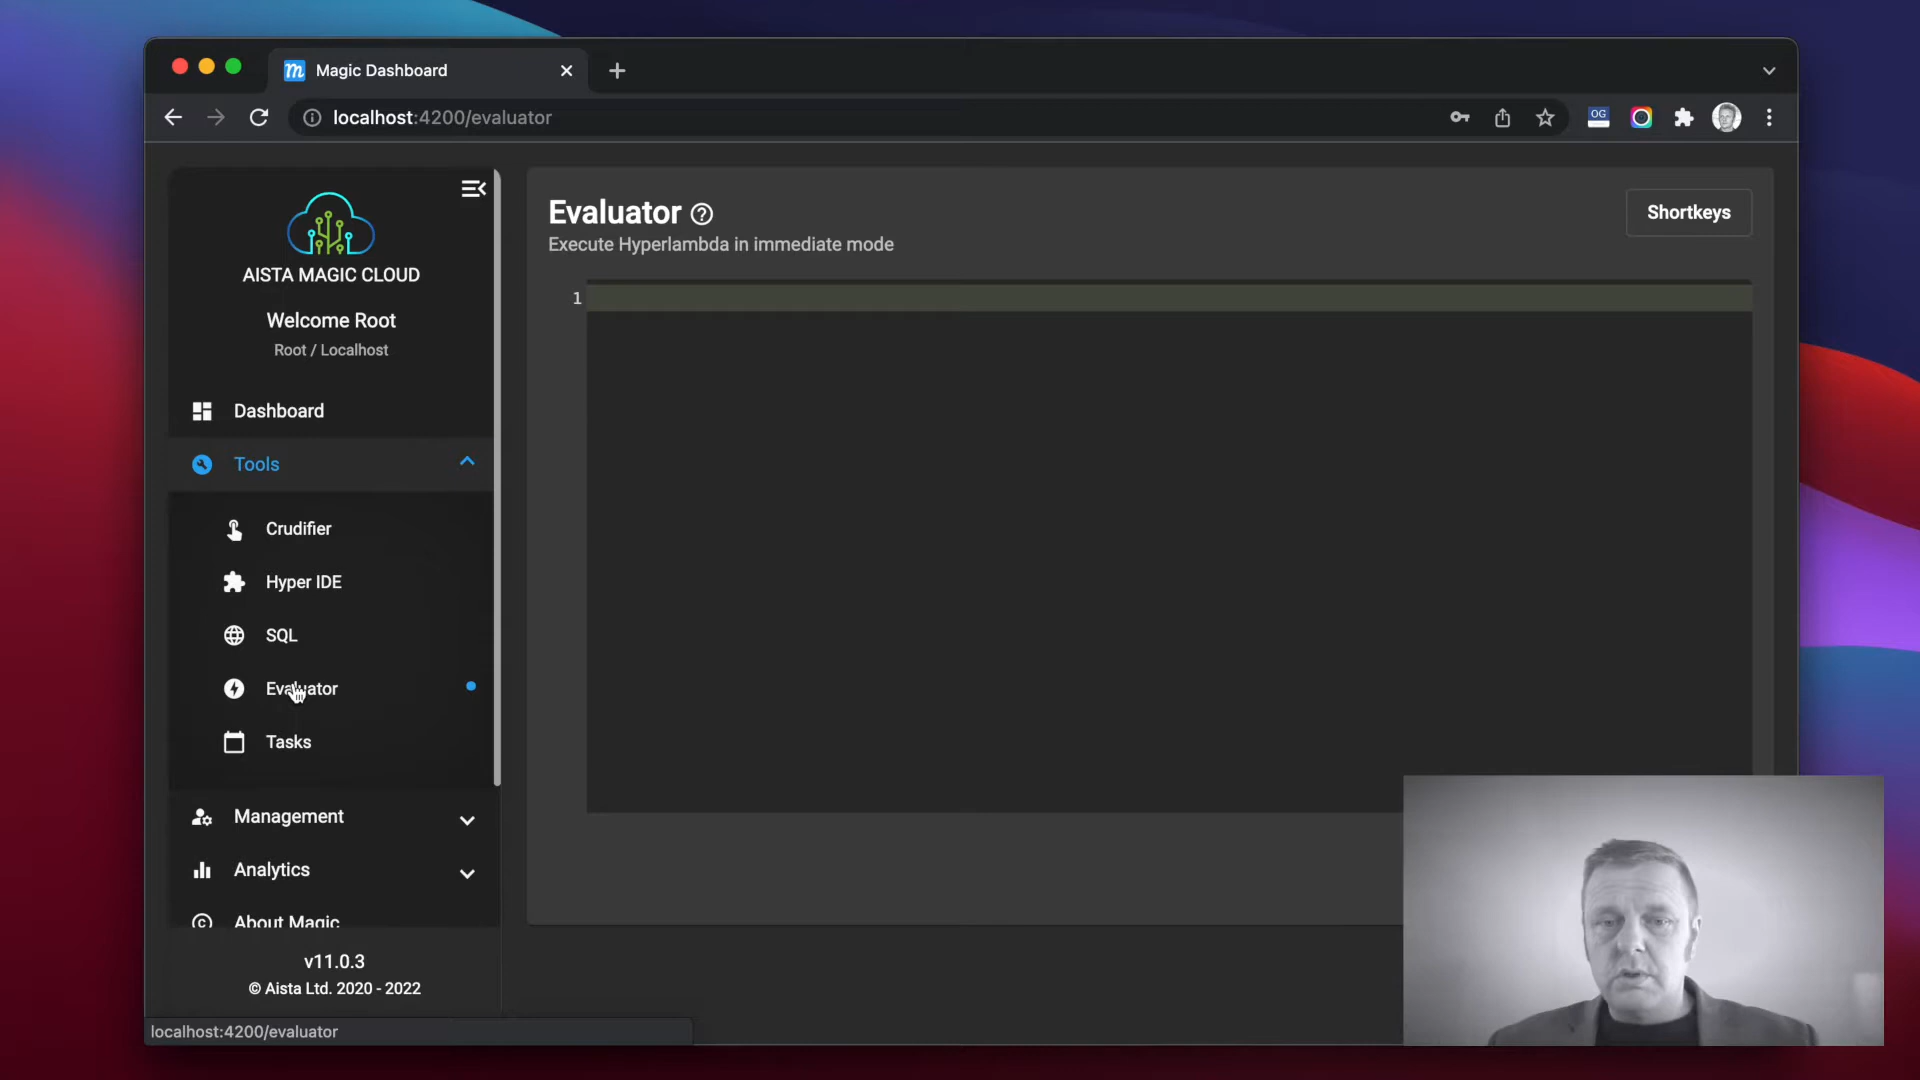 Magic Dashboard
localhost:4200/evaluator
OG
AISTA MAGIC CLOUD
Welcome Root
Root / Localhost
Dashboard
Tools
Crudifier
Hyper IDE
SQL
Evaluator
Tasks
Management
Analytics
About Magic
v11.0.3
© Aista Ltd. 2020 - 2022
localhost:4200/evaluator
Evaluator
Execute Hyperlambda in immediate mode
Shortkeys
1